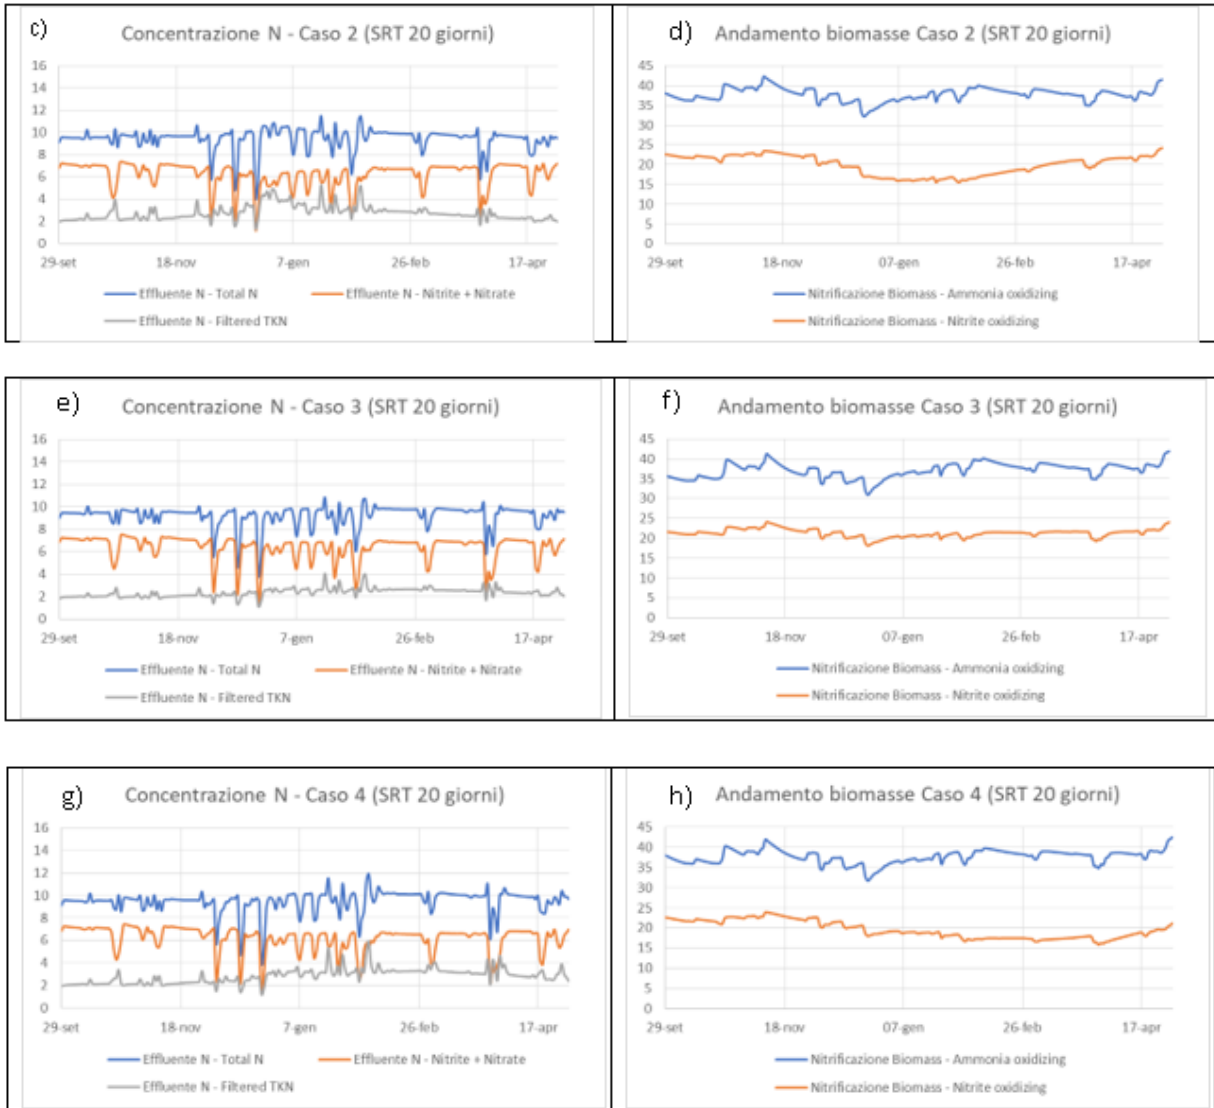 c) Concentrazione N - Caso 2 (SRT 20 giorni)
16
14
12
10
8
6
4
2
0
29-set 18-nov 7-gen 26-feb 17-apr
Effluente N - Total N Effluente N - Nitrite + Nitrate
Effluente N - Filtered TKN
d) Andamento biomasse Caso 2 (SRT 20 giorni)
45
40
35
30
25
20
15
10
5
0
29-set 18-nov 07-gen 26-feb 17-apr
Nitrificazione Biomass - Ammonia oxidizing
Nitrificazione Biomass - Nitrite oxidizing
e) Concentrazione N - Caso 3 (SRT 20 giorni)
16
14
12
10
8
6
4
2
0
29-set 18-nov 7-gen 26-feb 17-apr
Effluente N - Total N Effluente N - Nitrite + Nitrate
Effluente N - Filtered TKN
f) Andamento biomasse Caso 3 (SRT 20 giorni)
45
40
35
30
25
20
15
10
5
0
29-set 18-nov 07-gen 26-feb 17-apr
Nitrificazione Biomass - Ammonia oxidizing
Nitrificazione Biomass - Nitrite oxidizing
g) Concentrazione N - Caso 4 (SRT 20 giorni)
16
14
12
10
8
6
4
2
0
29-set 18-nov 7-gen 26-feb 17-apr
Effluente N - Total N Effluente N - Nitrite + Nitrate
Effluente N - Filtered TKN
h) Andamento biomasse Caso 4 (SRT 20 giorni)
45
40
35
30
25
20
15
10
5
0
29-set 18-nov 07-gen 26-feb 17-apr
Nitrificazione Biomass - Ammonia oxidizing
Nitrificazione Biomass - Nitrite oxidizing